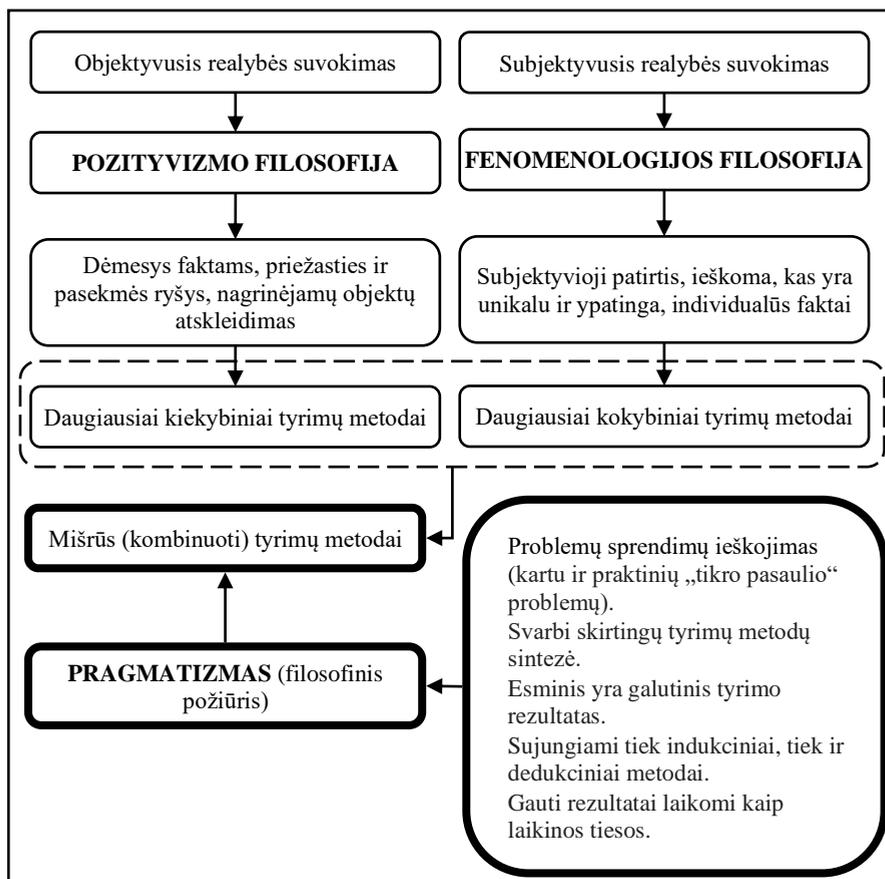 Objektyvusis realybės suvokimas
Subjektyvusis realybės suvokimas
POZITYVIZMO FILOSOFIJA
FENOMENOLOGIJOS FILOSOFIJA
Dėmesys faktams, priežasties ir
pasekmės ryšys, nagrinėjamų objektų
atskleidimas
Subjektyvioji patirtis, ieškoma, kas yra
unikalu ir ypatinga, individualūs faktai
Daugiausiai kiekybiniai tyrimų metodai
Daugiausiai kokybiniai tyrimų metodai
Mišrūs (kombinuoti) tyrimų metodai
PRAGMATIZMAS (filosofinis
požiūris)
Problemų sprendimų ieškojimas
(kartu ir praktinių „tikro pasaulio“
problemų).
Svarbi skirtingų tyrimų metodų
sintezė.
Esminis yra galutinis tyrimo
rezultatas.
Sujungiami tiek indukciniai, tiek ir
dedukciniai metodai.
Gauti rezultatai laikomi kaip
laikinos tiesos.